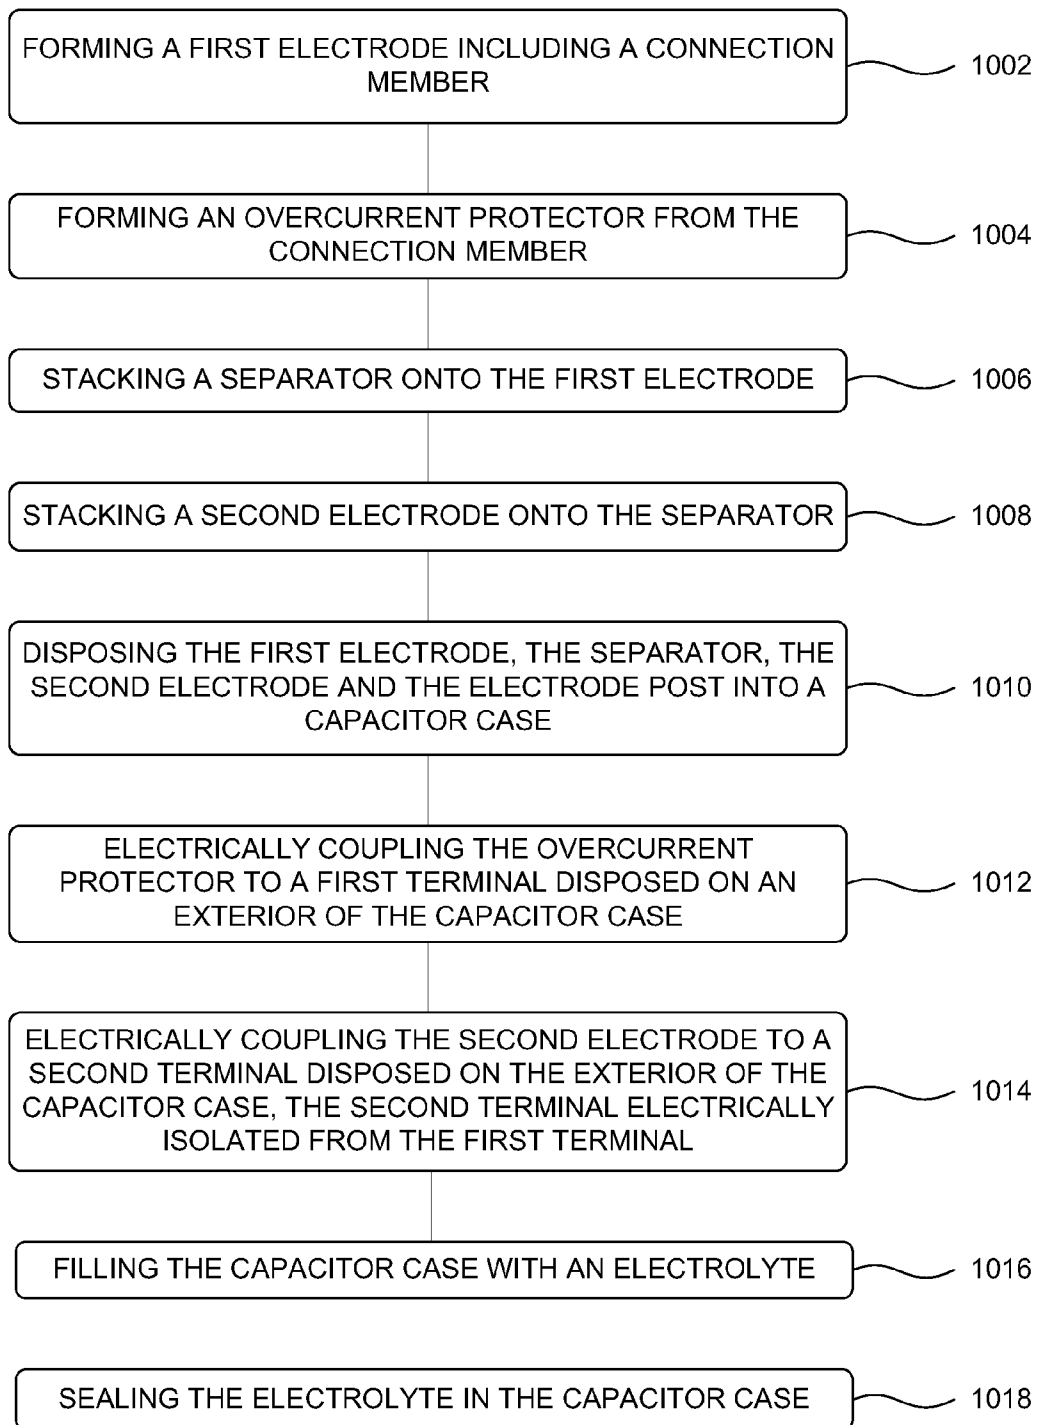 FORMING A FIRST ELECTRODE INCLUDING A CONNECTION
MEMBER
1002
FORMING AN OVERCURRENT PROTECTOR FROM THE
CONNECTION MEMBER
1004
STACKING A SEPARATOR ONTO THE FIRST ELECTRODE
1006
STACKING A SECOND ELECTRODE ONTO THE SEPARATOR
1008
DISPOSING THE FIRST ELECTRODE, THE SEPARATOR, THE
SECOND ELECTRODE AND THE ELECTRODE POST INTO A
CAPACITOR CASE
1010
ELECTRICALLY COUPLING THE OVERCURRENT
PROTECTOR TO A FIRST TERMINAL DISPOSED ON AN
EXTERIOR OF THE CAPACITOR CASE
1012
ELECTRICALLY COUPLING THE SECOND ELECTRODE TO A
SECOND TERMINAL DISPOSED ON THE EXTERIOR OF THE
CAPACITOR CASE, THE SECOND TERMINAL ELECTRICALLY
ISOLATED FROM THE FIRST TERMINAL
1014
FILLING THE CAPACITOR CASE WITH AN ELECTROLYTE
1016
SEALING THE ELECTROLYTE IN THE CAPACITOR CASE
1018